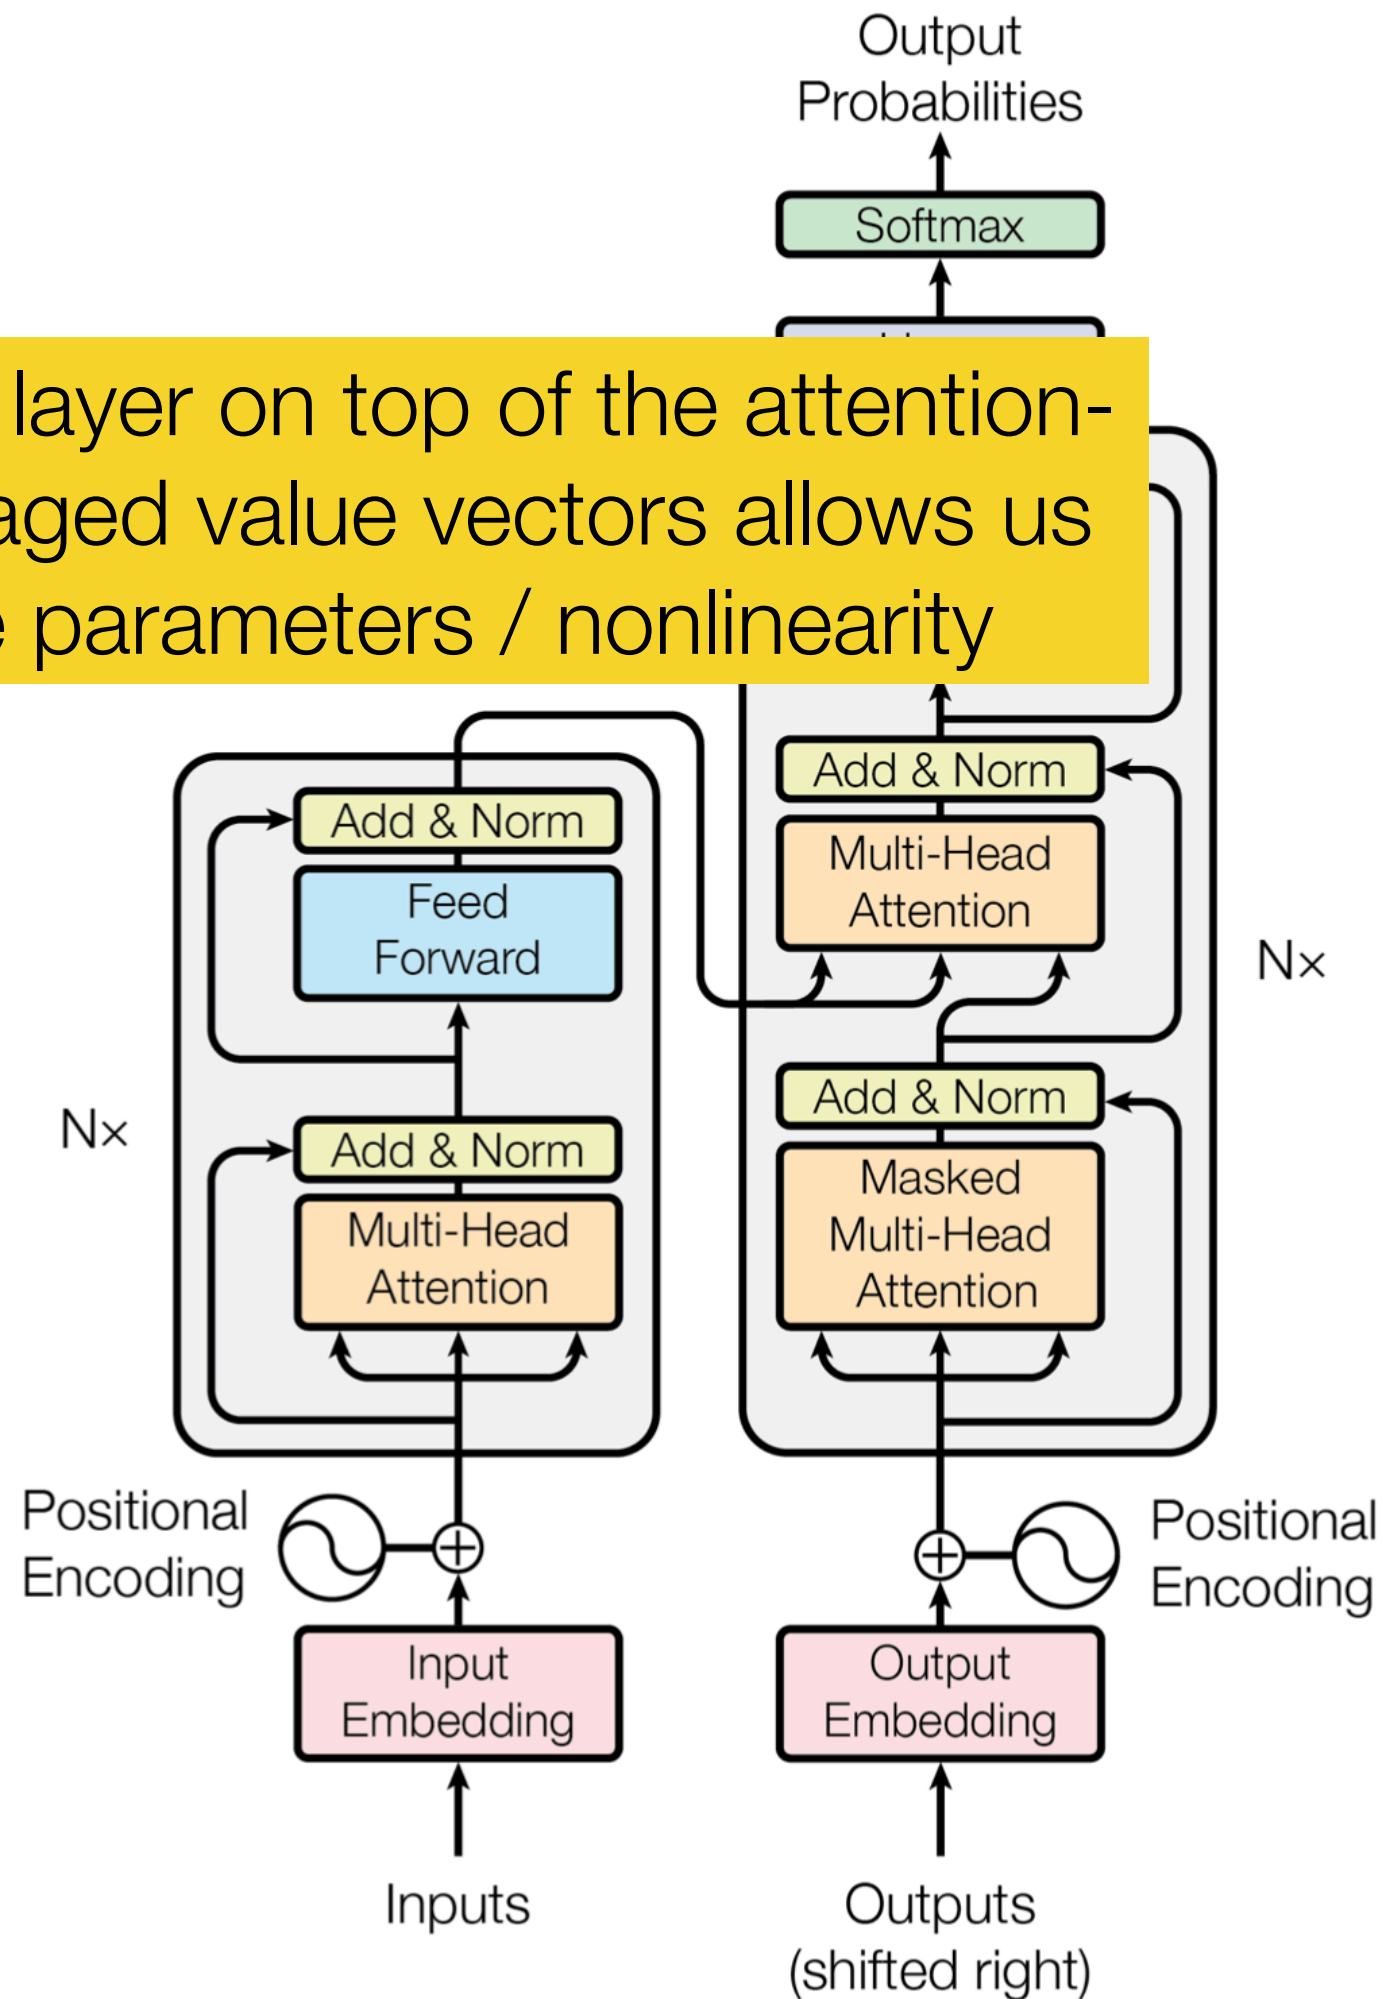 Output
Probabilities
Softmax
layer on top of the attention-
value vectors allows us
parameters / nonlinearity
Add & Norm
Multi-Head
Attention
Nx
Add & Norm
Masked
Multi-Head
Attention
Add & Norm
Feed
Forward
Nx
Add & Norm
Multi-Head
Attention
Positional
Encoding
Positional
Encoding
Input
Embedding
Output
Embedding
Inputs
Outputs
(shifted right)